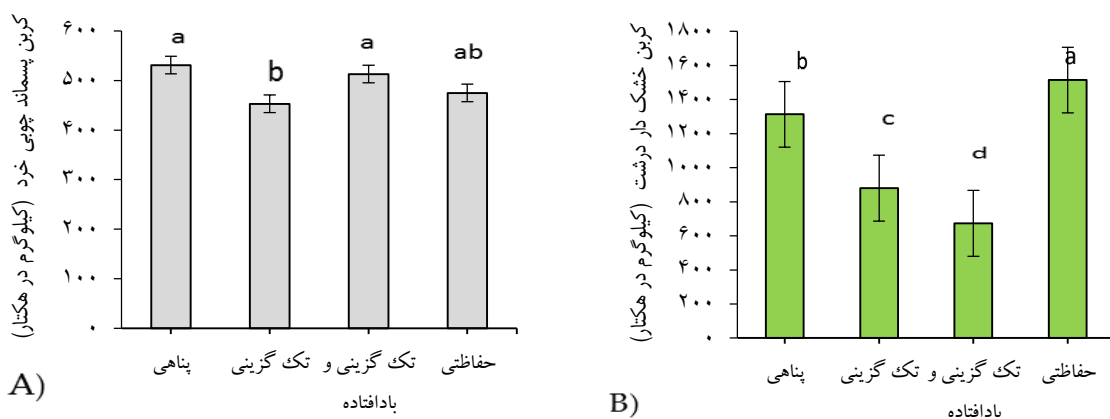 کربن پسماند چوبی خرد (کیلوگرم در هکتار)
۶۰۰
۵۰۰
۴۰۰
۳۰۰
۲۰۰
۱۰۰
۰
a
b
a
ab
پناهی
تک گزینی
تک گزینی و
بادافتاده
حفاظتی
A)
کربن خشک دار درشت (کیلوگرم در هکتار)
۱۸۰۰
۱۶۰۰
۱۴۰۰
۱۲۰۰
۱۰۰۰
۸۰۰
۶۰۰
۴۰۰
۲۰۰
۰
b
c
d
a
پناهی
تک گزینی
تک گزینی و
بادافتاده
حفاظتی
B)